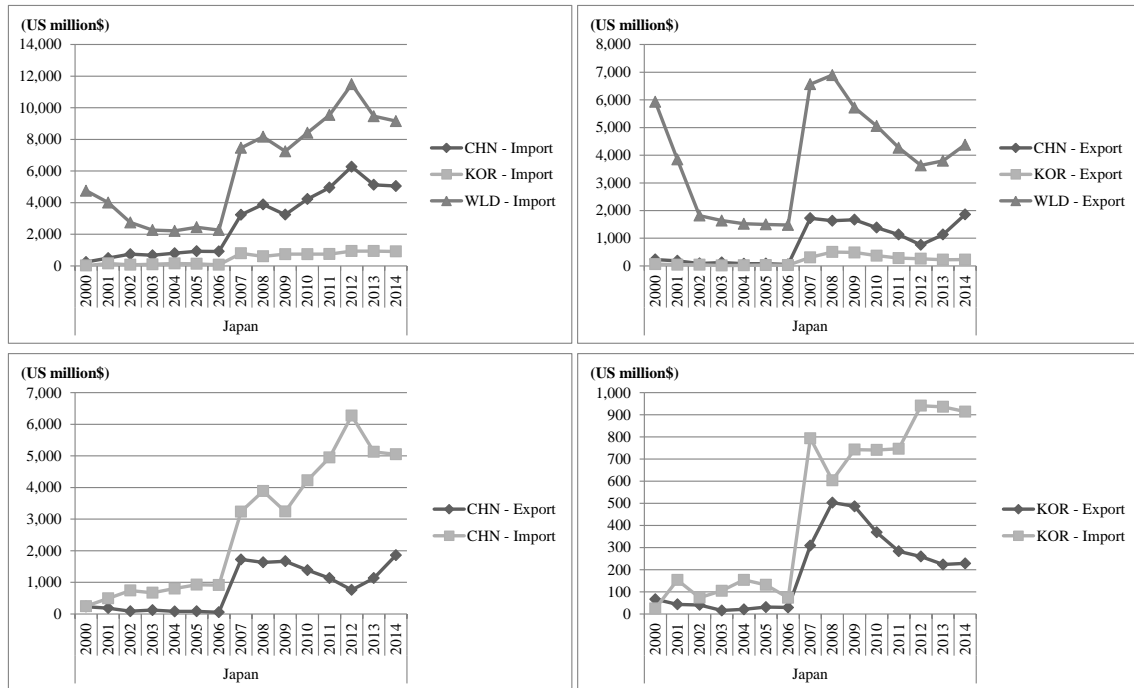 (US million$)
14,000
12,000
10,000
8,000
6,000
4,000
2,000
0
2000 2001 2002 2003 2004 2005 2006 2007 2008 2009 2010 2011 2012 2013 2014
Japan
CHN - Import
KOR - Import
WLD - Import
(US million$)
8,000
7,000
6,000
5,000
4,000
3,000
2,000
1,000
0
2000 2001 2002 2003 2004 2005 2006 2007 2008 2009 2010 2011 2012 2013 2014
Japan
CHN - Export
KOR - Export
WLD - Export
(US million$)
7,000
6,000
5,000
4,000
3,000
2,000
1,000
0
2000 2001 2002 2003 2004 2005 2006 2007 2008 2009 2010 2011 2012 2013 2014
Japan
CHN - Export
CHN - Import
(US million$)
1,000
900
800
700
600
500
400
300
200
100
0
2000 2001 2002 2003 2004 2005 2006 2007 2008 2009 2010 2011 2012 2013 2014
Japan
KOR - Export
KOR - Import